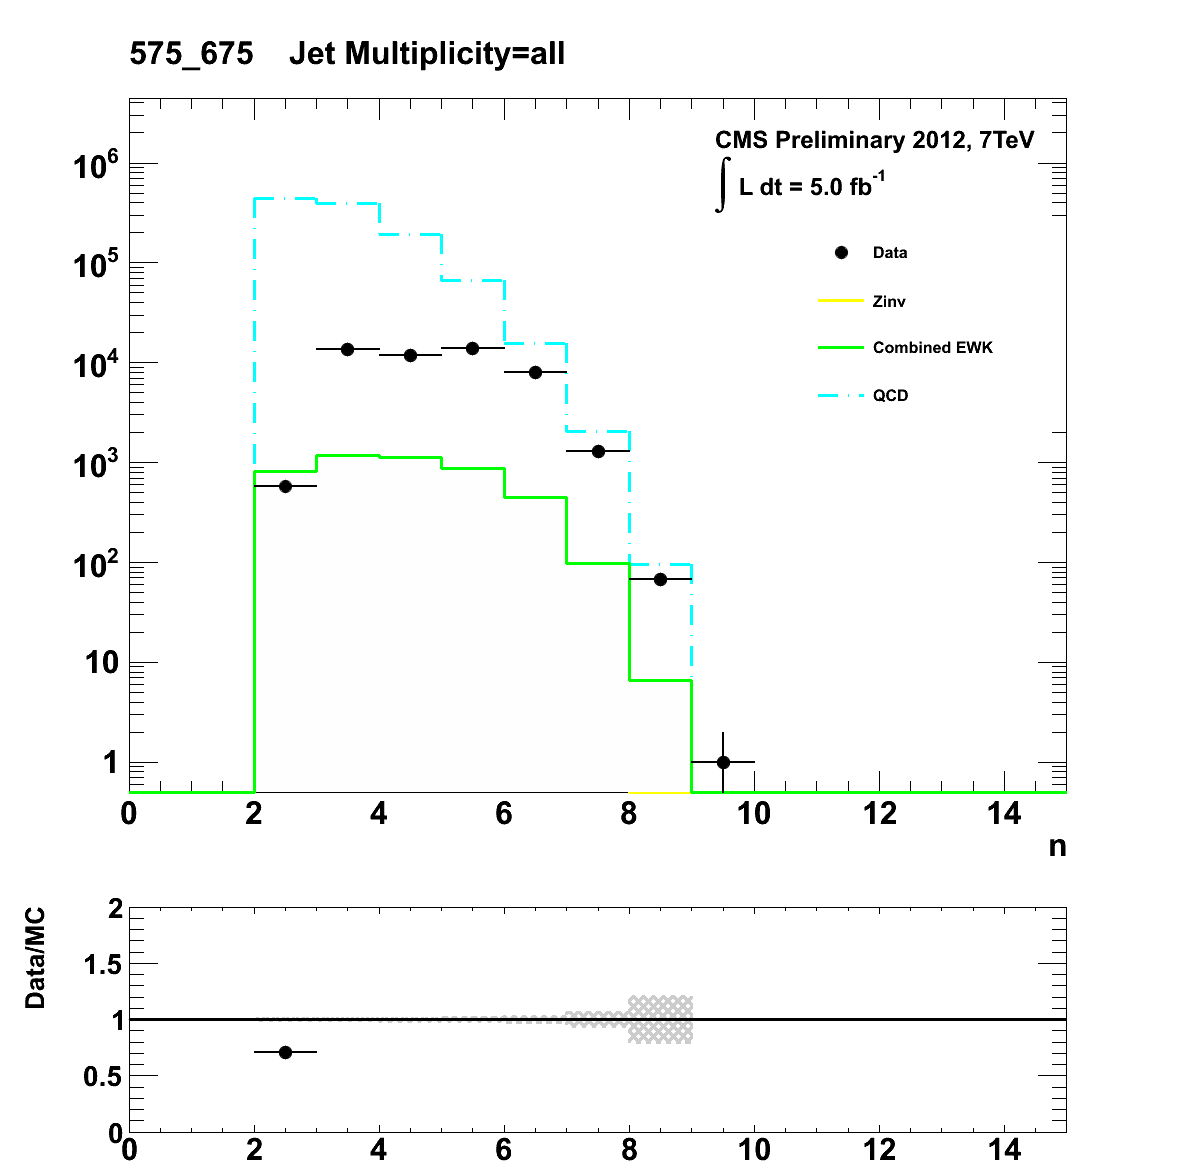 575_675 Jet Multiplicity=all
CMS Preliminary 2012, 7TeV
∫ L dt = 5.0 fb⁻¹
Data
Zinv
Combined EWK
QCD
10⁶
10⁵
10⁴
10³
10²
10
1
0 2 4 6 8 10 12 14
n
Data/MC
2
1.5
1
0.5
0
0 2 4 6 8 10 12 14